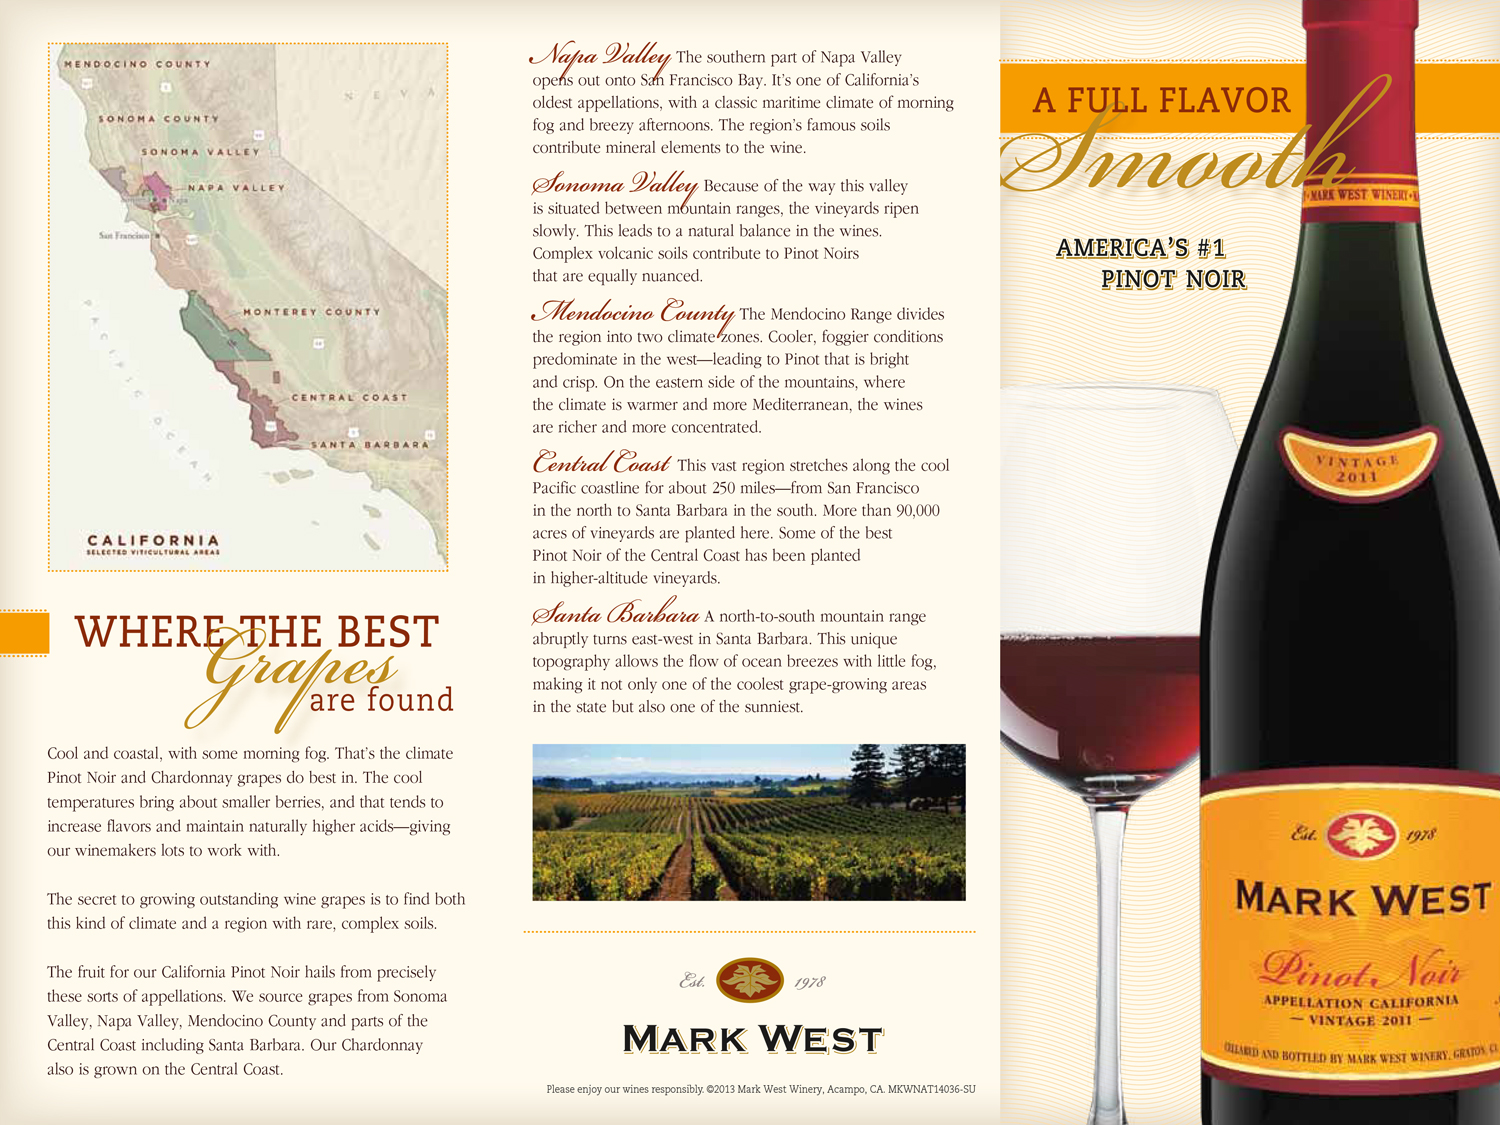 MENDOCINO COUNTY
NEVA
SONOMA COUNTY
SONOMA VALLEY
NAPA VALLEY
Napa
San Francisco
MONTEREY COUNTY
PACIFIC OCEAN
CENTRAL COAST
SANTA BARBARA
CALIFORNIA
SELECTED VITICULTURAL AREAS
WHERE THE BEST
Grapes
are found
Cool and coastal, with some morning fog. That's the climate
Pinot Noir and Chardonnay grapes do best in. The cool
temperatures bring about smaller berries, and that tends to
increase flavors and maintain naturally higher acids—giving
our winemakers lots to work with.
The secret to growing outstanding wine grapes is to find both
this kind of climate and a region with rare, complex soils.
The fruit for our California Pinot Noir hails from precisely
these sorts of appellations. We source grapes from Sonoma
Valley, Napa Valley, Mendocino County and parts of the
Central Coast including Santa Barbara. Our Chardonnay
also is grown on the Central Coast.
Napa Valley The southern part of Napa Valley
opens out onto San Francisco Bay. It's one of California's
oldest appellations, with a classic maritime climate of morning
fog and breezy afternoons. The region's famous soils
contribute mineral elements to the wine.
Sonoma Valley Because of the way this valley
is situated between mountain ranges, the vineyards ripen
slowly. This leads to a natural balance in the wines.
Complex volcanic soils contribute to Pinot Noirs
that are equally nuanced.
Mendocino County The Mendocino Range divides
the region into two climate zones. Cooler, foggier conditions
predominate in the west—leading to Pinot that is bright
and crisp. On the eastern side of the mountains, where
the climate is warmer and more Mediterranean, the wines
are richer and more concentrated.
Central Coast This vast region stretches along the cool
Pacific coastline for about 250 miles—from San Francisco
in the north to Santa Barbara in the south. More than 90,000
acres of vineyards are planted here. Some of the best
Pinot Noir of the Central Coast has been planted
in higher-altitude vineyards.
Santa Barbara A north-to-south mountain range
abruptly turns east-west in Santa Barbara. This unique
topography allows the flow of ocean breezes with little fog,
making it not only one of the coolest grape-growing areas
in the state but also one of the sunniest.
Est. 1978
MARK WEST
Please enjoy our wines responsibly. ©2013 Mark West Winery, Acampo, CA. MKWNAT14036-SU
A FULL FLAVOR
Smooth
AMERICA'S #1
PINOT NOIR
MARK WEST WINERY
VINTAGE
2011
Est. 1978
MARK WEST
Pinot Noir
APPELLATION CALIFORNIA
— VINTAGE 2011 —
CELLARED AND BOTTLED BY MARK WEST WINERY, GRATON, C